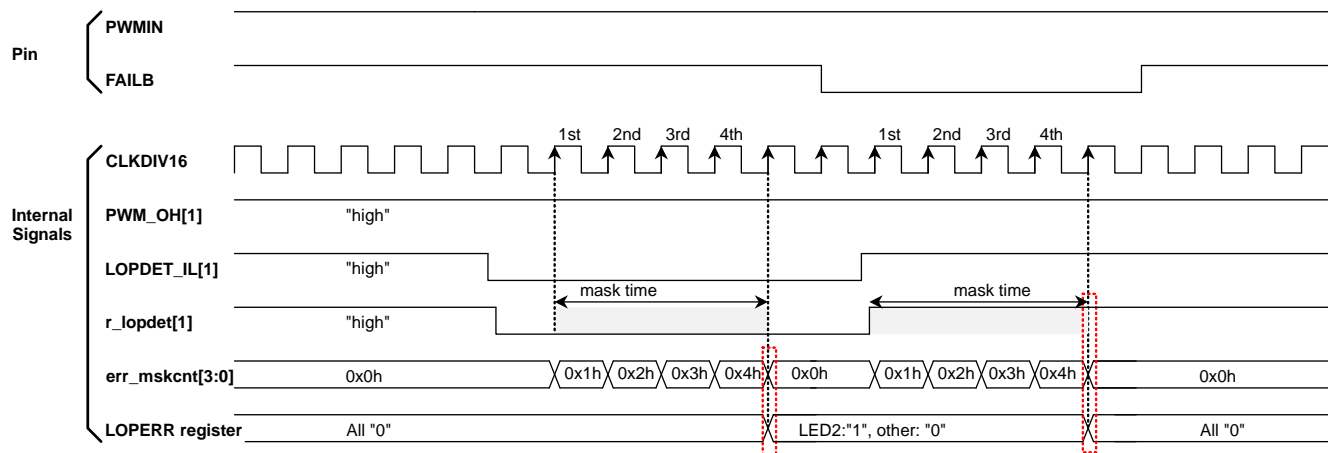 Pin
PWMIN
FAILB
1st 2nd 3rd 4th 1st 2nd 3rd 4th
CLKDIV16
Internal
Signals
PWM_OH[1] "high"
LOPDET_IL[1] "high"
mask time mask time
r_lopdet[1] "high"
err_mskcnt[3:0] 0x0h 0x1h 0x2h 0x3h 0x4h 0x0h 0x1h 0x2h 0x3h 0x4h 0x0h
LOPERR register All "0" LED2:"1", other: "0" All "0"